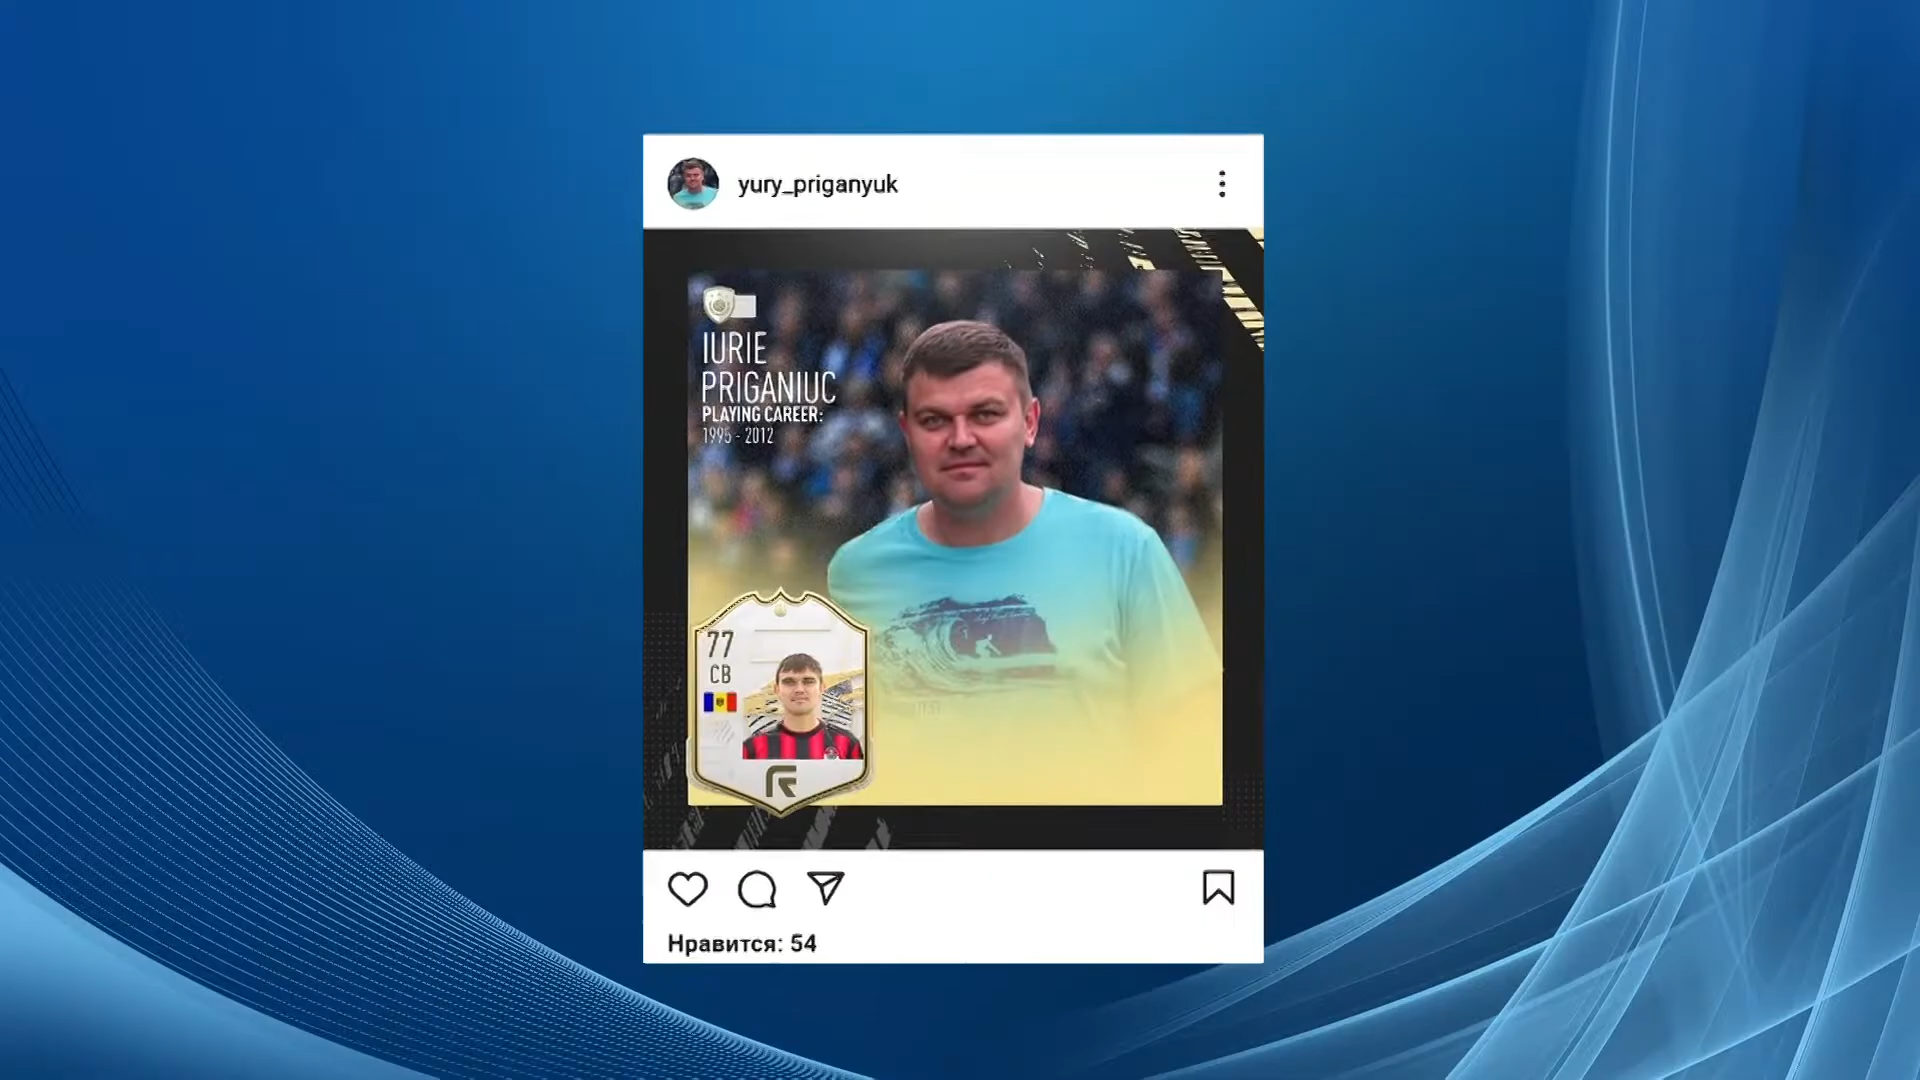 yury_priganyuk
IURIE
PRIGANIUC
PLAYING CAREER:
1995 - 2012
77
CB
Нравится: 54